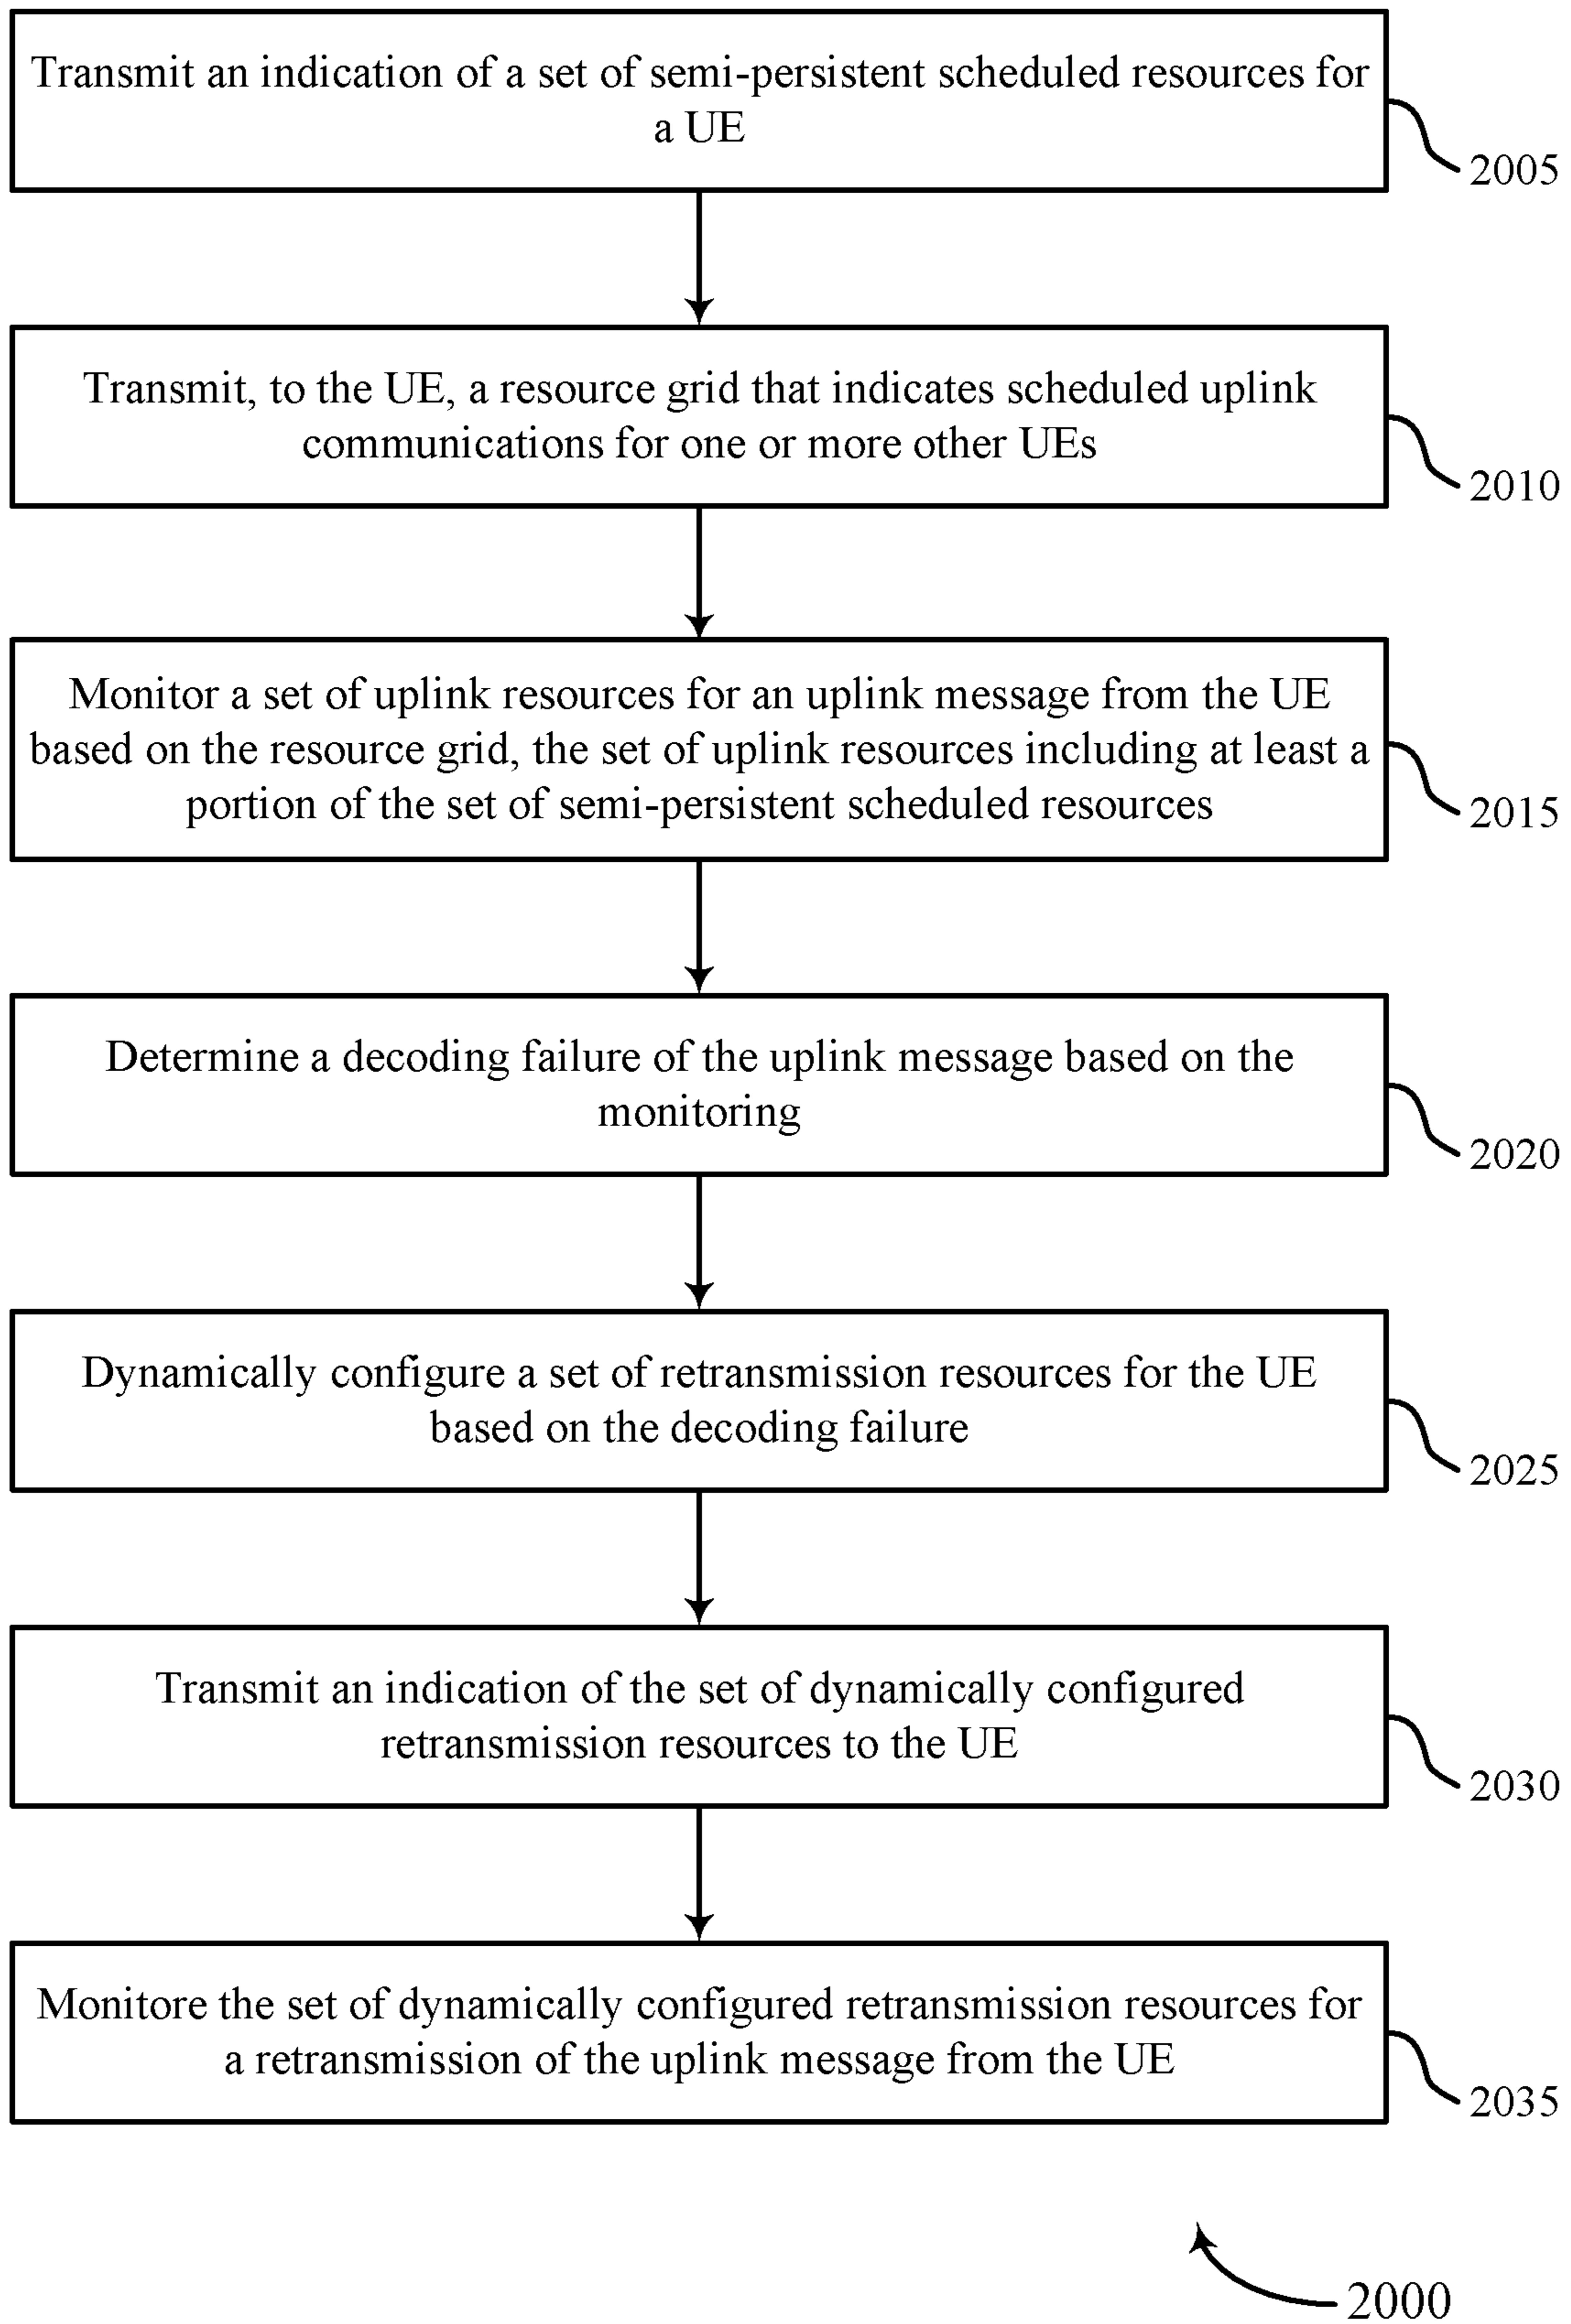 Transmit an indication of a set of semi-persistent scheduled resources for
a UE
2005
Transmit, to the UE, a resource grid that indicates scheduled uplink
communications for one or more other UEs
2010
Monitor a set of uplink resources for an uplink message from the UE
based on the resource grid, the set of uplink resources including at least a
portion of the set of semi-persistent scheduled resources
2015
Determine a decoding failure of the uplink message based on the
monitoring
2020
Dynamically configure a set of retransmission resources for the UE
based on the decoding failure
2025
Transmit an indication of the set of dynamically configured
retransmission resources to the UE
2030
Monitore the set of dynamically configured retransmission resources for
a retransmission of the uplink message from the UE
2035
2000